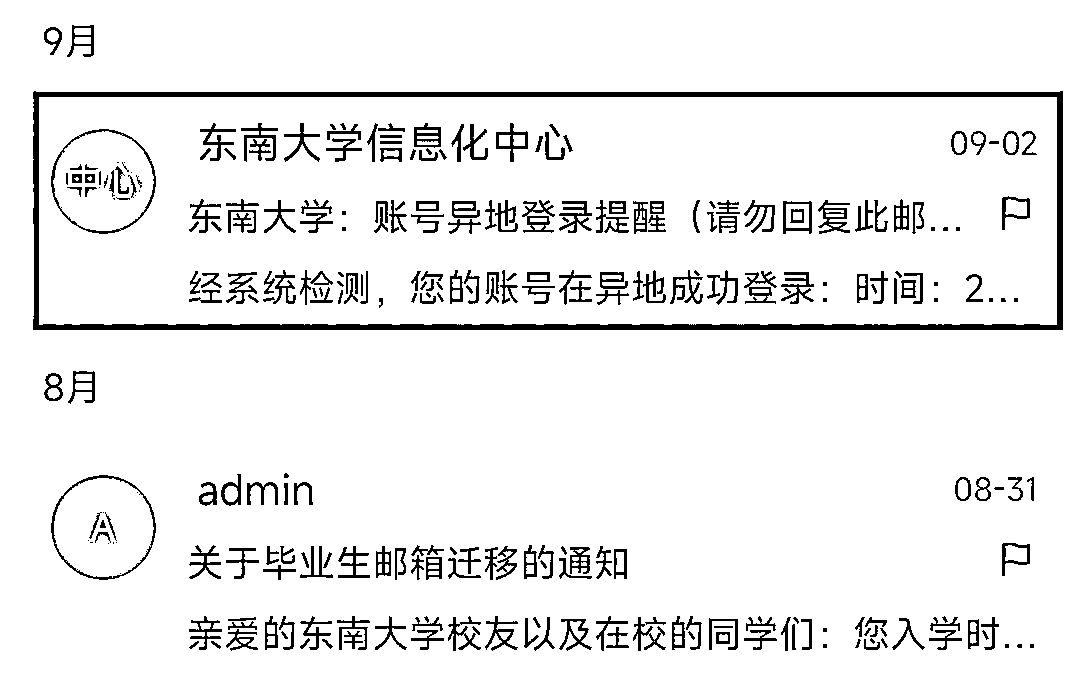 9月
东南大学信息化中心 09-02
中心
东南大学：账号异地登录提醒（请勿回复此邮...
经系统检测，您的账号在异地成功登录：时间：2...
8月
admin 08-31
A
关于毕业生邮箱迁移的通知
亲爱的东南大学校友以及在校的同学们：您入学时...